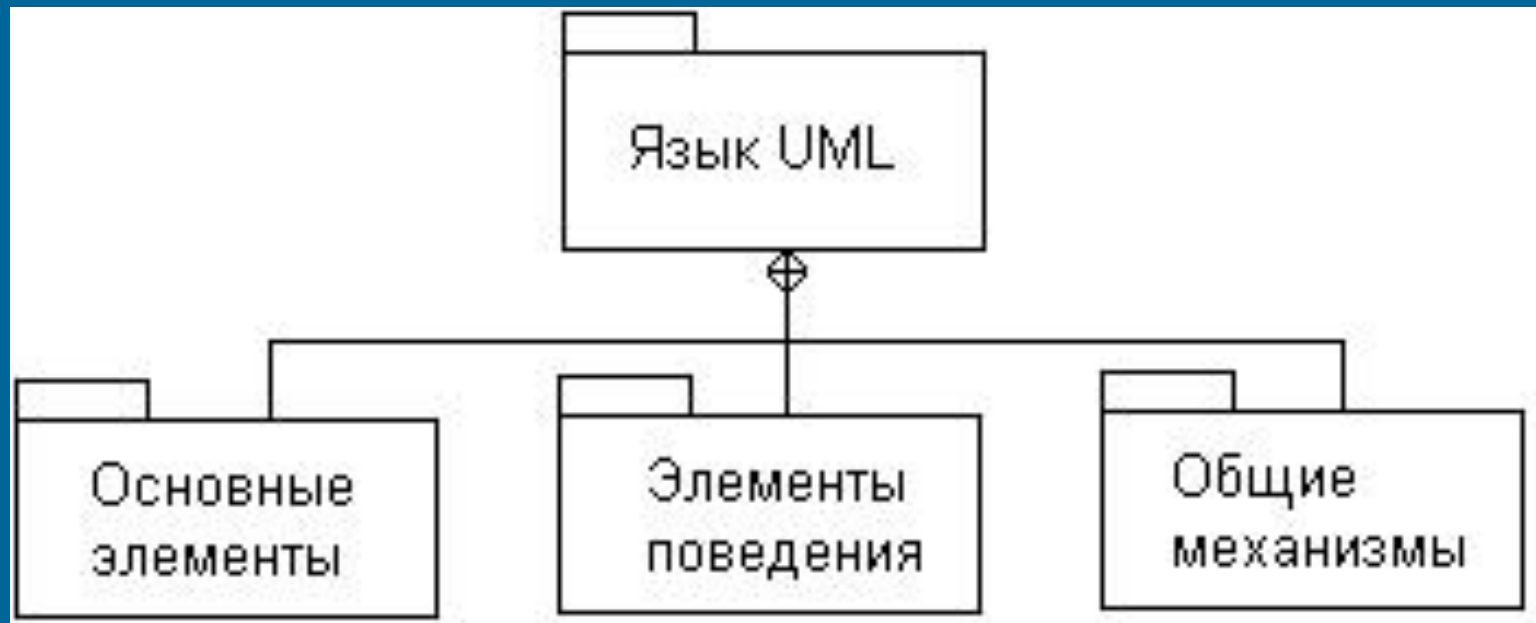 Язык UML
Основные
элементы
Элементы
поведения
Общие
механизмы